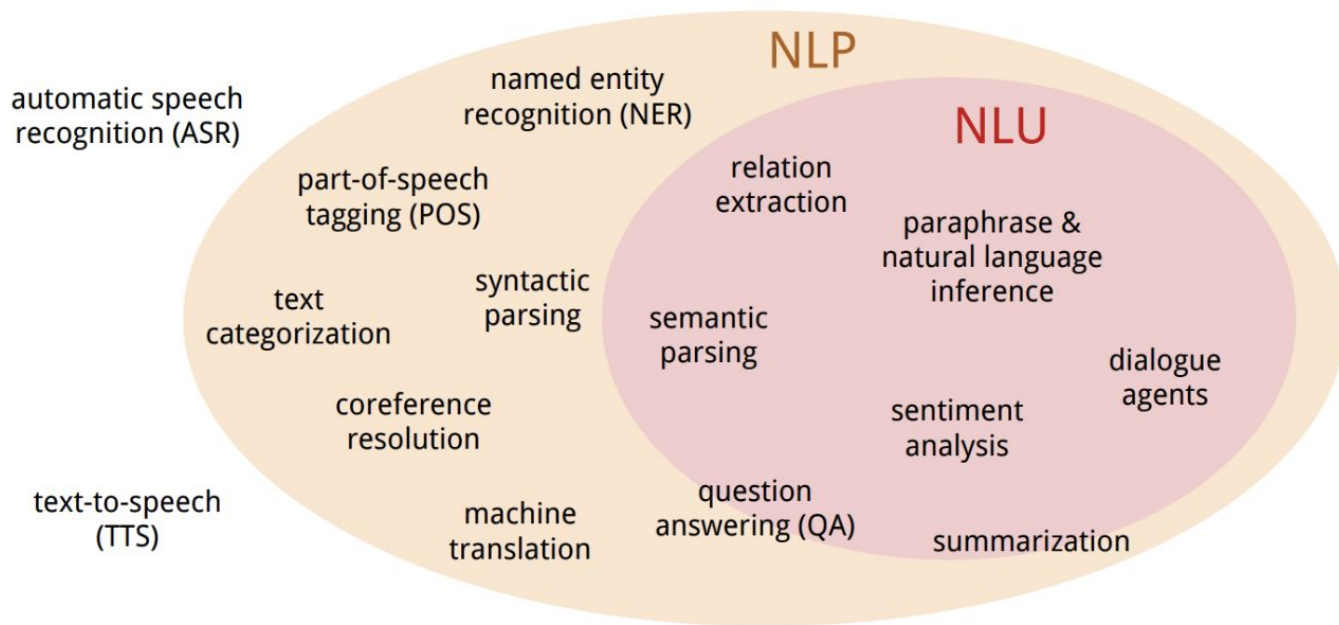 NLP
named entity
recognition (NER)
automatic speech
recognition (ASR)
NLU
relation
extraction
part-of-speech
tagging (POS)
paraphrase &
natural language
inference
syntactic
parsing
text
categorization
semantic
parsing
dialogue
agents
coreference
resolution
sentiment
analysis
question
answering (QA)
text-to-speech
(TTS)
machine
translation
summarization